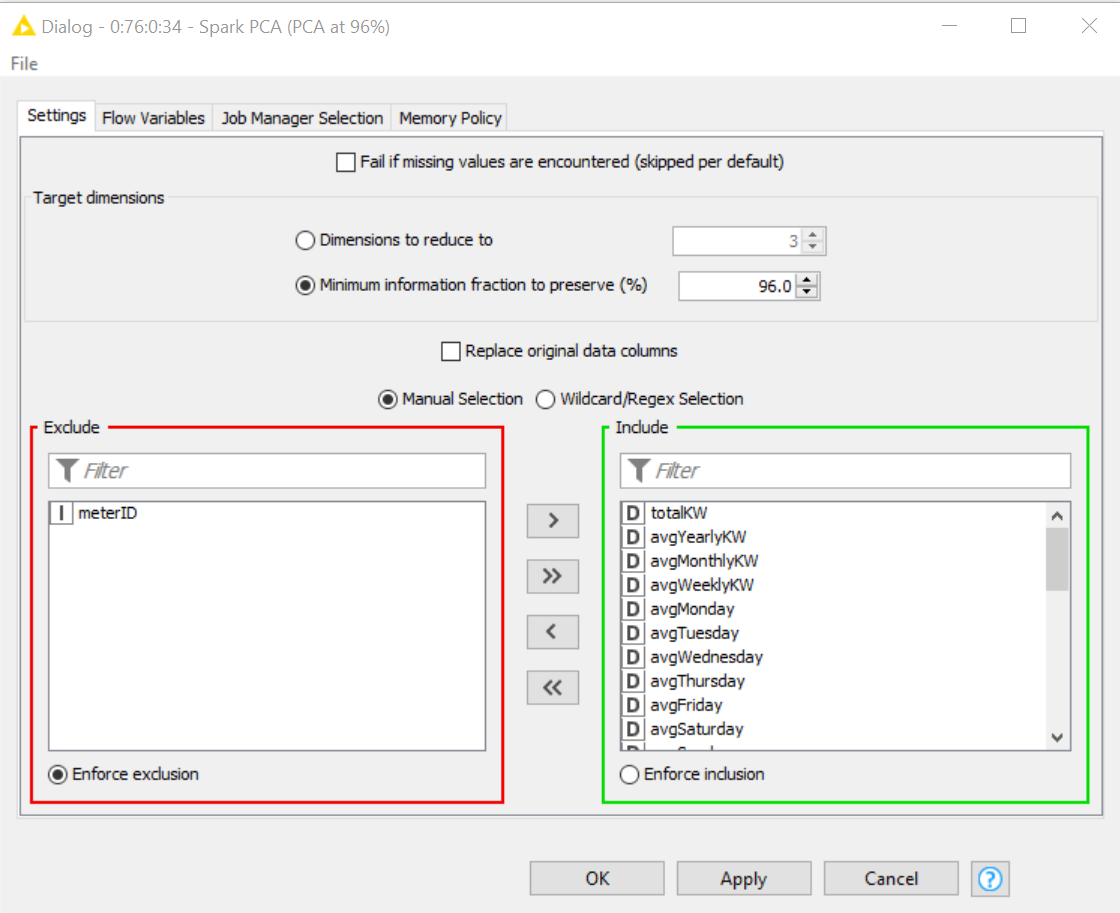 Dialog - 0:76:0:34 - Spark PCA (PCA at 96%)
File
Settings Flow Variables Job Manager Selection Memory Policy
Fail if missing values are encountered (skipped per default)
Target dimensions
Dimensions to reduce to 3
Minimum information fraction to preserve (%) 96.0
Replace original data columns
Manual Selection Wildcard/Regex Selection
Exclude
Filter
I meterID
Enforce exclusion
>
>>
<
<<
Include
Filter
D totalKW
D avgYearlyKW
D avgMonthlyKW
D avgWeeklyKW
D avgMonday
D avgTuesday
D avgWednesday
D avgThursday
D avgFriday
D avgSaturday
Enforce inclusion
OK Apply Cancel ?